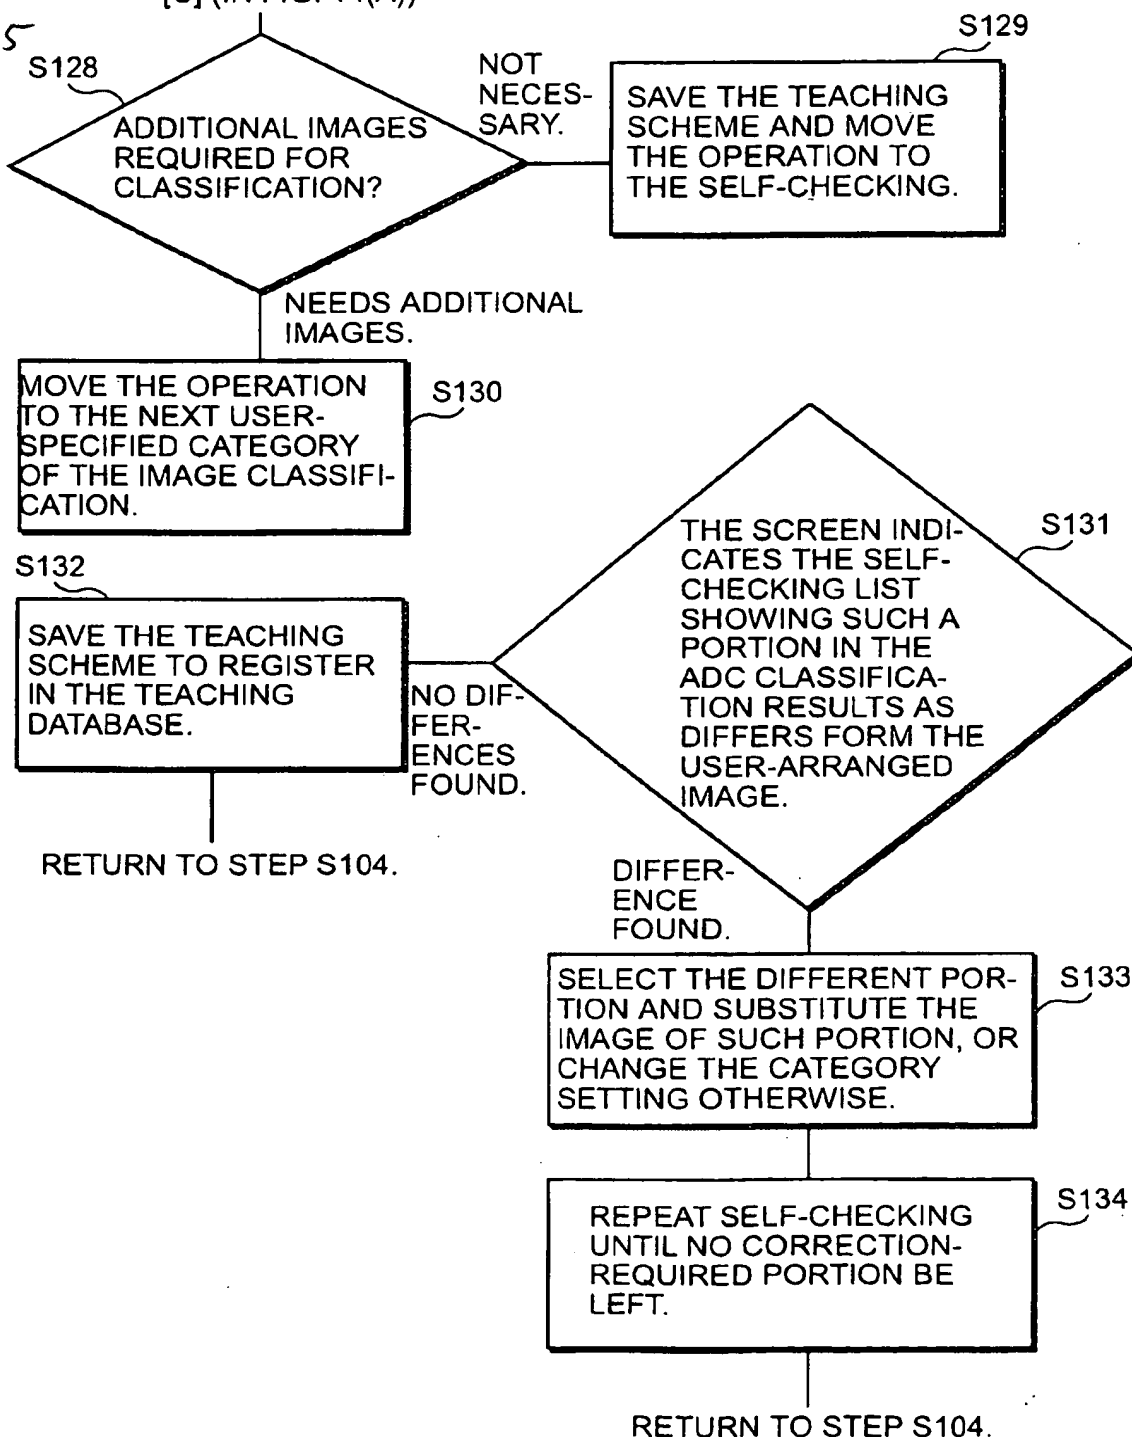 5
S128
ADDITIONAL IMAGES
REQUIRED FOR
CLASSIFICATION?
NOT
NECES-
SARY.
S129
SAVE THE TEACHING
SCHEME AND MOVE
THE OPERATION TO
THE SELF-CHECKING.
NEEDS ADDITIONAL
IMAGES.
MOVE THE OPERATION
TO THE NEXT USER-
SPECIFIED CATEGORY
OF THE IMAGE CLASSIFI-
CATION.
S130
S131
THE SCREEN INDI-
CATES THE SELF-
CHECKING LIST
SHOWING SUCH A
PORTION IN THE
ADC CLASSIFICA-
TION RESULTS AS
DIFFERS FORM THE
USER-ARRANGED
IMAGE.
S132
SAVE THE TEACHING
SCHEME TO REGISTER
IN THE TEACHING
DATABASE.
NO DIF-
FER-
ENCES
FOUND.
RETURN TO STEP S104.
DIFFER-
ENCE
FOUND.
SELECT THE DIFFERENT POR-
TION AND SUBSTITUTE THE
IMAGE OF SUCH PORTION, OR
CHANGE THE CATEGORY
SETTING OTHERWISE.
S133
REPEAT SELF-CHECKING
UNTIL NO CORRECTION-
REQUIRED PORTION BE
LEFT.
S134
RETURN TO STEP S104.